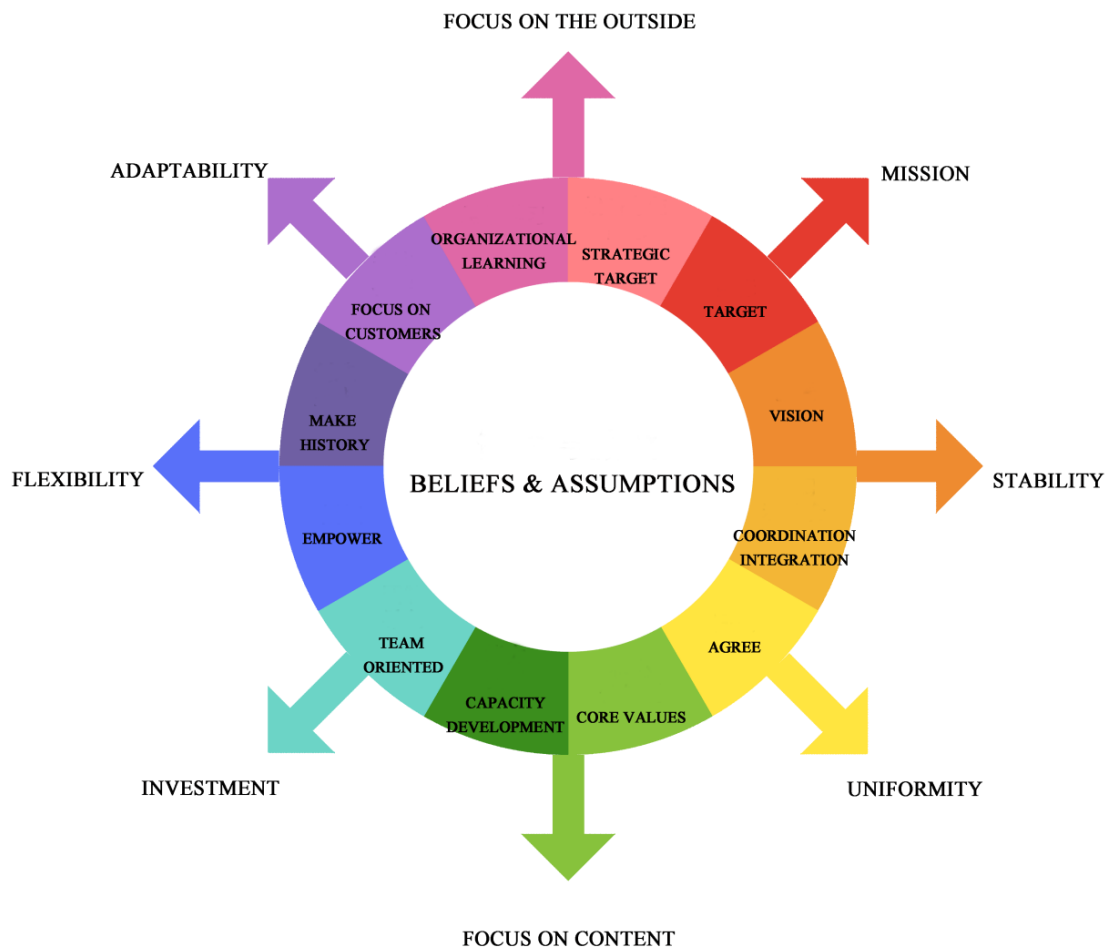 FOCUS ON THE OUTSIDE
ADAPTABILITY
MISSION
ORGANIZATIONAL
LEARNING
STRATEGIC
TARGET
FOCUS ON
CUSTOMERS
TARGET
MAKE
HISTORY
VISION
FLEXIBILITY
BELIEFS & ASSUMPTIONS
STABILITY
EMPOWER
COORDINATION
INTEGRATION
TEAM
ORIENTED
AGREE
CAPACITY
DEVELOPMENT
CORE VALUES
INVESTMENT
UNIFORMITY
FOCUS ON CONTENT